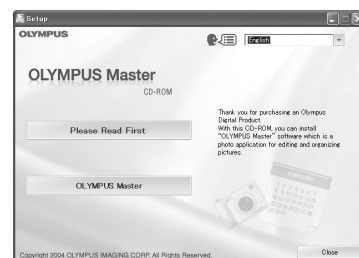 Setup
OLYMPUS
English
OLYMPUS Master
CD-ROM
Thank you for purchasing an Olympus
Digital Product.
With this CD-ROM, you can install
"OLYMPUS Master" software which is a
photo application for editing and organizing
pictures.
Please Read First
OLYMPUS Master
Copyright 2004 OLYMPUS IMAGING CORP. All Rights Reserved.
Close